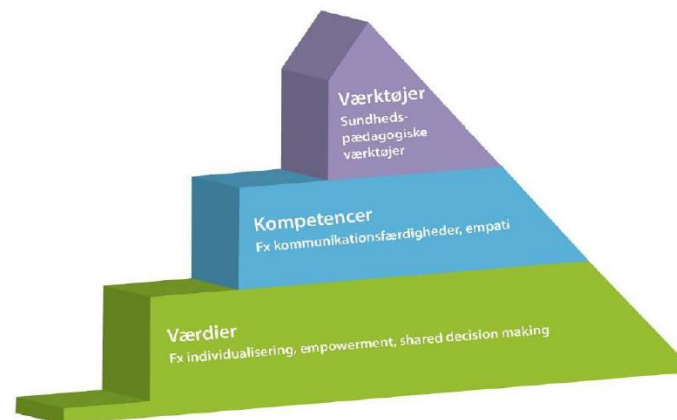 Værktøjer
Sundheds-
pædagogiske
værktøjer
Kompetencer
Fx kommunikationsfærdigheder, empati
Værdier
Fx individualisering, empowerment, shared decision making